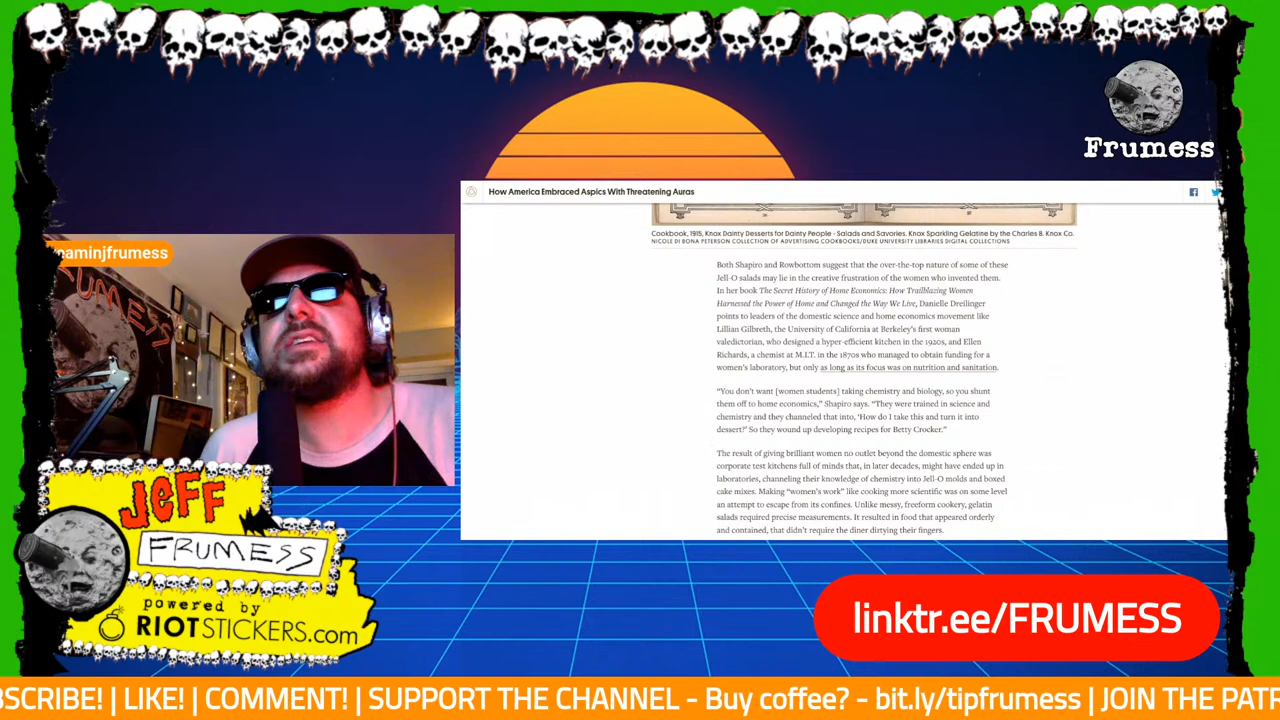 Frumess
How America Embraced Aspics With Threatening Auras
Cookbook, 1915, Knox Dainty Desserts for Dainty People - Salads and Savories. Knox Sparkling Gelatine by the Charles B. Knox Co.
NICOLE DI BONA PETERSON COLLECTION OF ADVERTISING COOKBOOKS/DUKE UNIVERSITY LIBRARIES DIGITAL COLLECTIONS
eaminjfrumess
FRUMESS
Both Shapiro and Rowbottom suggest that the over-the-top nature of some of these
Jell-O salads may lie in the creative frustration of the women who invented them.
In her book The Secret History of Home Economics: How Trailblazing Women
Harnessed the Power of Home and Changed the Way We Live, Danielle Dreilinger
points to leaders of the domestic science and home economics movement like
Lillian Gilbreth, the University of California at Berkeley's first woman
valedictorian, who designed a hyper-efficient kitchen in the 1920s, and Ellen
Richards, a chemist at M.I.T. in the 1870s who managed to obtain funding for a
women's laboratory, but only as long as its focus was on nutrition and sanitation.
“You don't want [women students] taking chemistry and biology, so you shunt
them off to home economics,” Shapiro says. “They were trained in science and
chemistry and they channeled that into, ‘How do I take this and turn it into
dessert?’ So they wound up developing recipes for Betty Crocker.”
The result of giving brilliant women no outlet beyond the domestic sphere was
corporate test kitchens full of minds that, in later decades, might have ended up in
laboratories, channeling their knowledge of chemistry into Jell-O molds and boxed
cake mixes. Making “women's work” like cooking more scientific was on some level
an attempt to escape from its confines. Unlike messy, freeform cookery, gelatin
salads required precise measurements. It resulted in food that appeared orderly
and contained, that didn't require the diner dirtying their fingers.
JEFF
FRUMESS
powered by
RIOTSTICKERS.com
linktr.ee/FRUMESS
BSCRIBE! | LIKE! | COMMENT! | SUPPORT THE CHANNEL - Buy coffee? - bit.ly/tipfrumess | JOIN THE PATR